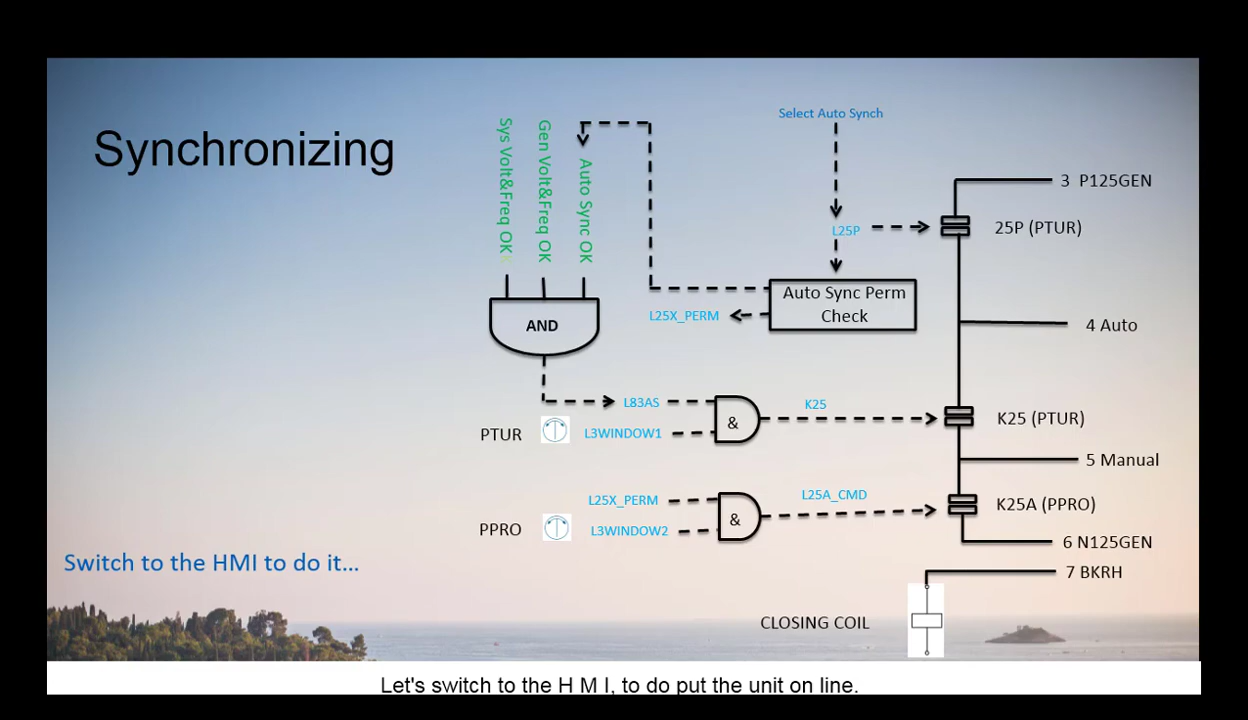 Synchronizing
Sys Volt&Freq OK
Gen Volt&Freq OK
Auto Sync OK
Select Auto Synch
3 P125GEN
L25P
25P (PTUR)
Auto Sync Perm
Check
L25X_PERM
AND
4 Auto
L83AS
K25
&
K25 (PTUR)
PTUR
L3WINDOW1
5 Manual
L25X_PERM
L25A_CMD
K25A (PPRO)
&
PPRO
L3WINDOW2
6 N125GEN
Switch to the HMI to do it...
7 BKRH
CLOSING COIL
Let's switch to the H M I, to do put the unit on line.